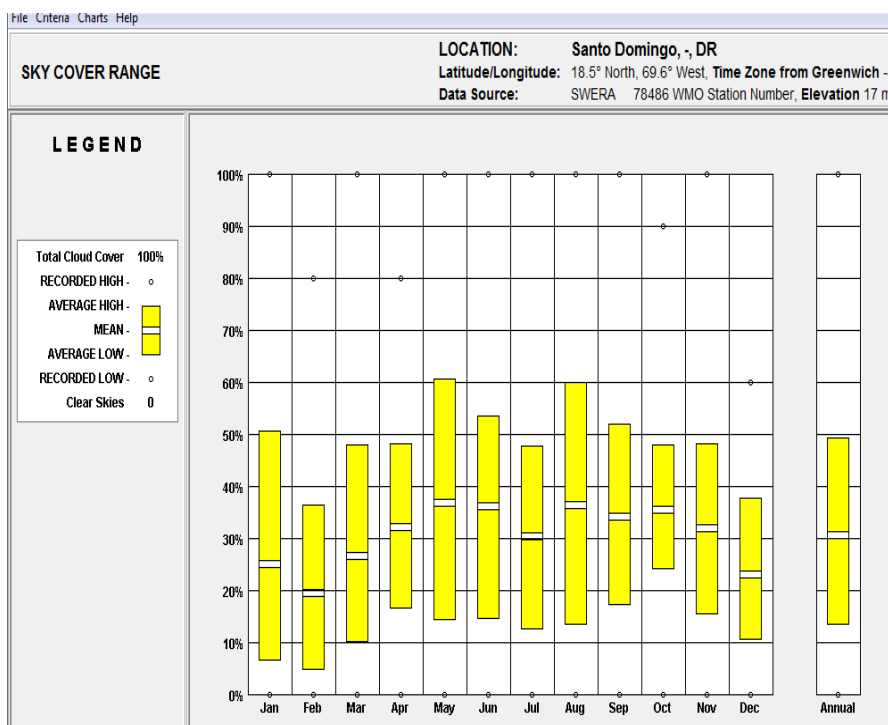 File Criteria Charts Help
SKY COVER RANGE
LOCATION: Santo Domingo, -, DR
Latitude/Longitude: 18.5° North, 69.6° West, Time Zone from Greenwich -
Data Source: SWERA 78486 WMO Station Number, Elevation 17 m
LEGEND
Total Cloud Cover 100%
RECORDED HIGH -
AVERAGE HIGH -
MEAN -
AVERAGE LOW -
RECORDED LOW -
Clear Skies 0
100%
90%
80%
70%
60%
50%
40%
30%
20%
10%
0%
Jan Feb Mar Apr May Jun Jul Aug Sep Oct Nov Dec Annual